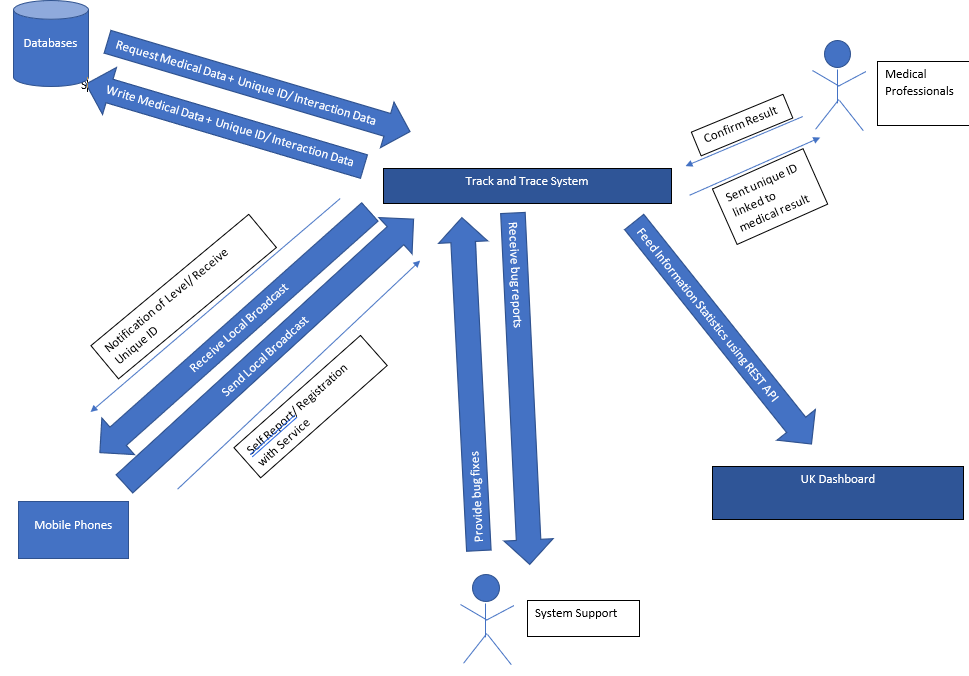 Databases
Request Medical Data+ Unique ID/ Interaction Data
Write Medical Data+ Unique ID/ Interaction Data
Medical
Professionals
Confirm Result
Sent unique ID
linked to
medical result
Track and Trace System
Notification of Level/ Receive
Unique ID
Receive Local Broadcast
Send Local Broadcast
Self Report/ Registration
with Service
Receive bug reports
Provide bug fixes
Feed Information Statistics using REST API
UK Dashboard
Mobile Phones
System Support